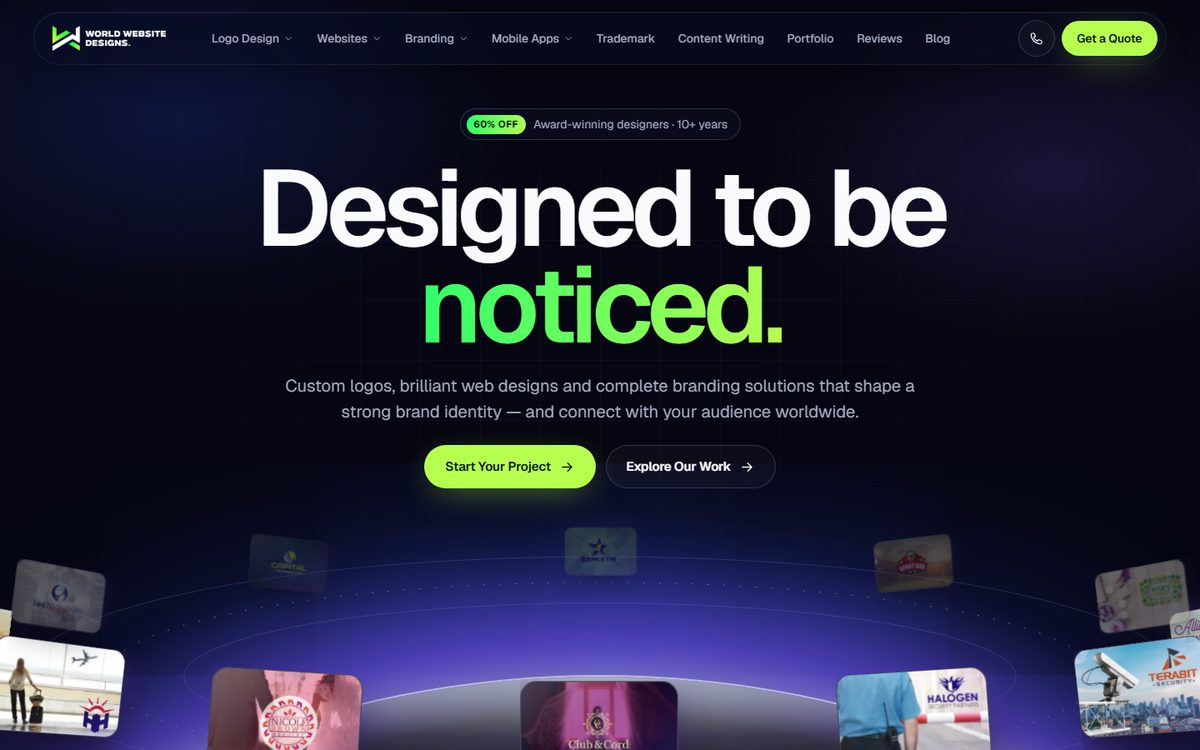 WORLD WEBSITE
DESIGNS.
Logo Design
Websites
Branding
Mobile Apps
Trademark
Content Writing
Portfolio
Reviews
Blog
Get a Quote
60% OFF
Award-winning designers · 10+ years
Designed to be
noticed.
Custom logos, brilliant web designs and complete branding solutions that shape a
strong brand identity — and connect with your audience worldwide.
Start Your Project
Explore Our Work
CAPITAL
TERABIT
SECURITY
HALOGEN
SECURITY PARTNERS
NICOLE
Club & Cord